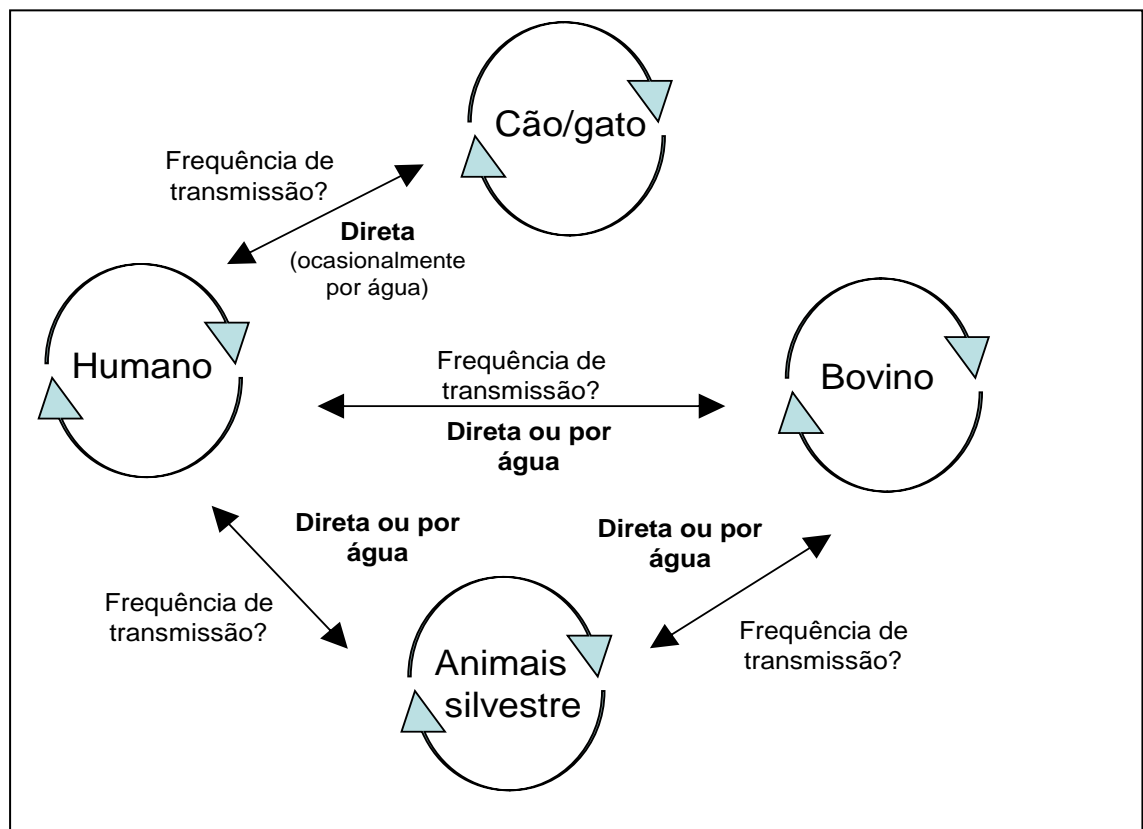 Cão/gato
Frequência de
transmissão?
Direta
(ocasionalmente
por água)
Humano
Frequência de
transmissão?
Direta ou por
água
Bovino
Direta ou por
água
Direta ou por
água
Frequência de
transmissão?
Frequência de
transmissão?
Animais
silvestre